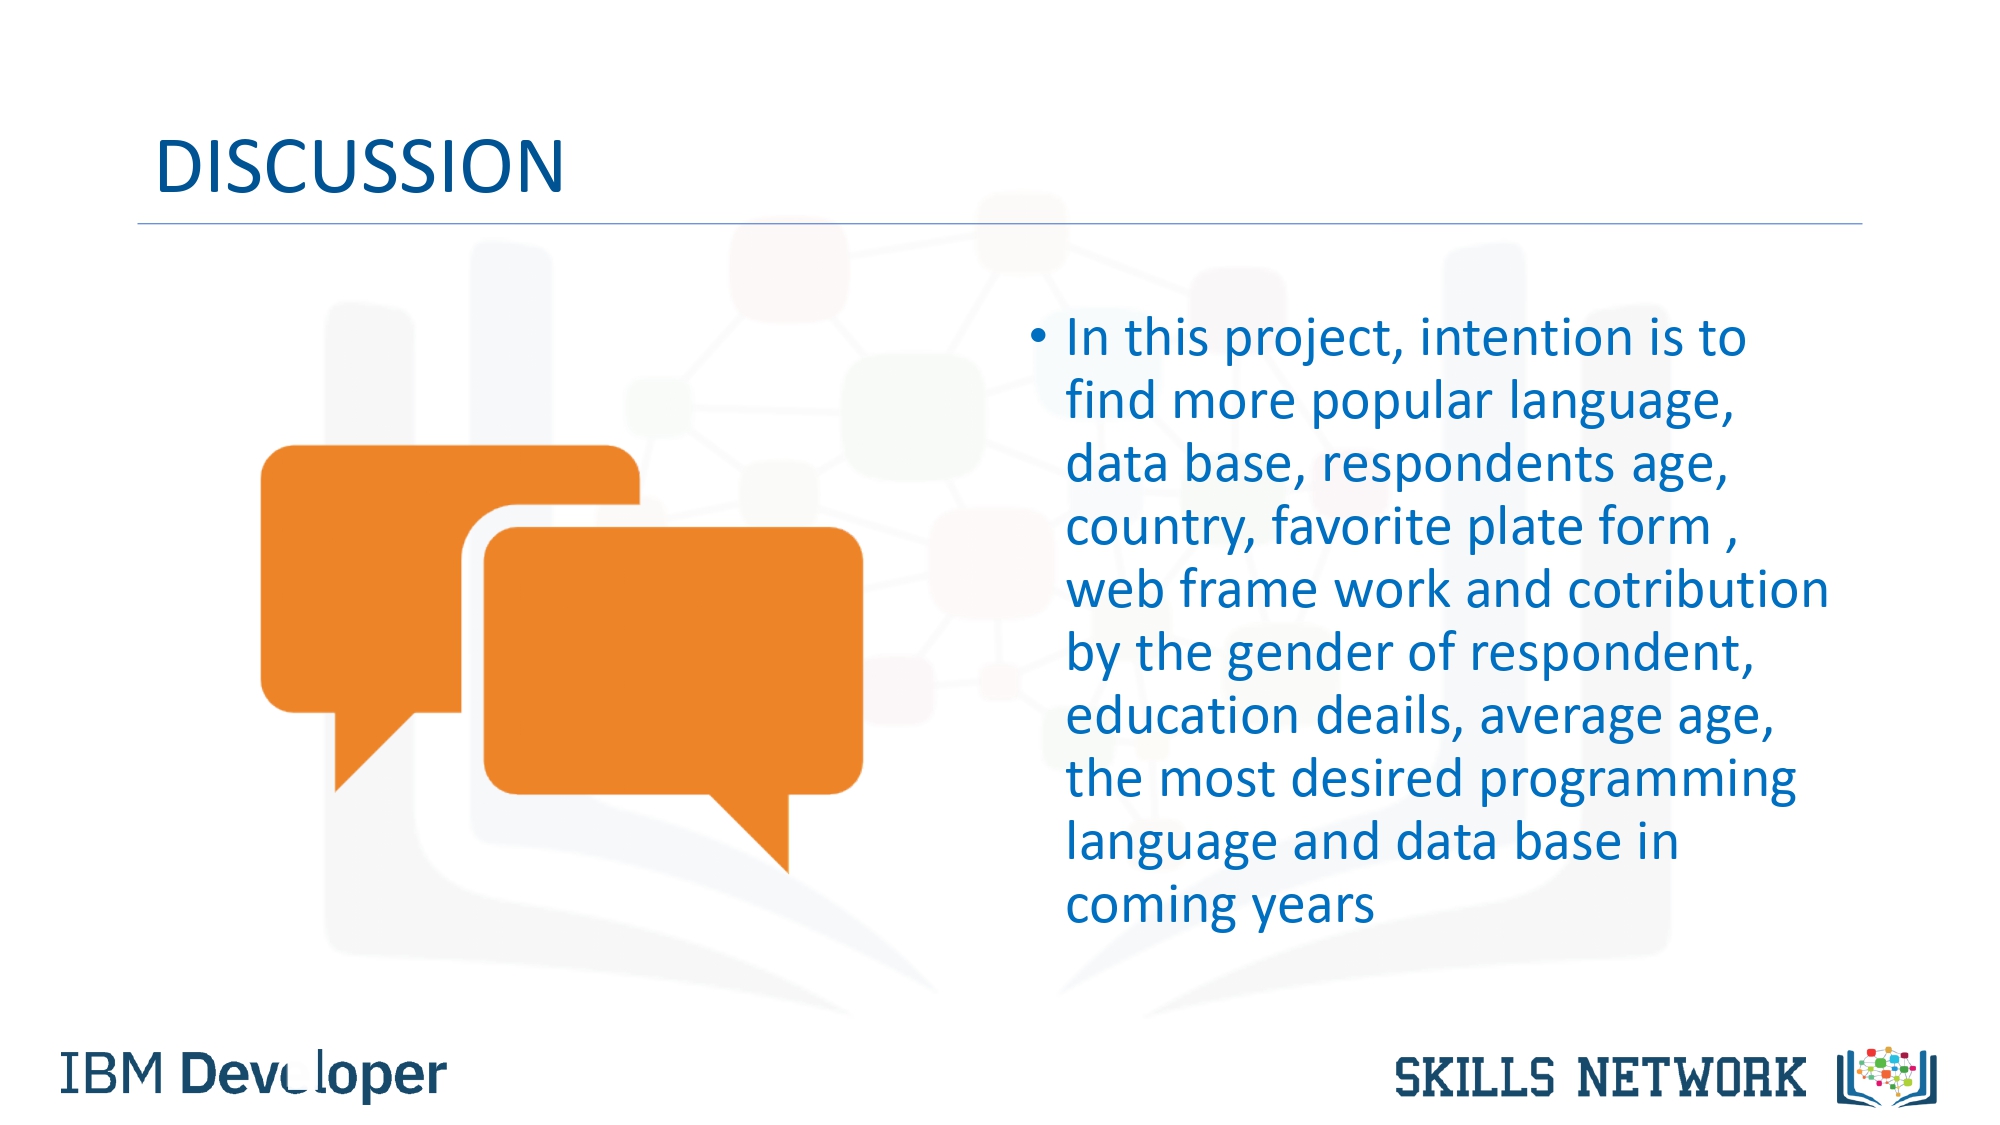 DISCUSSION
• In this project, intention is to
find more popular language,
data base, respondents age,
country, favorite plate form ,
web frame work and cotribution
by the gender of respondent,
education deails, average age,
the most desired programming
language and data base in
coming years
IBM Developer
SKILLS NETWORK